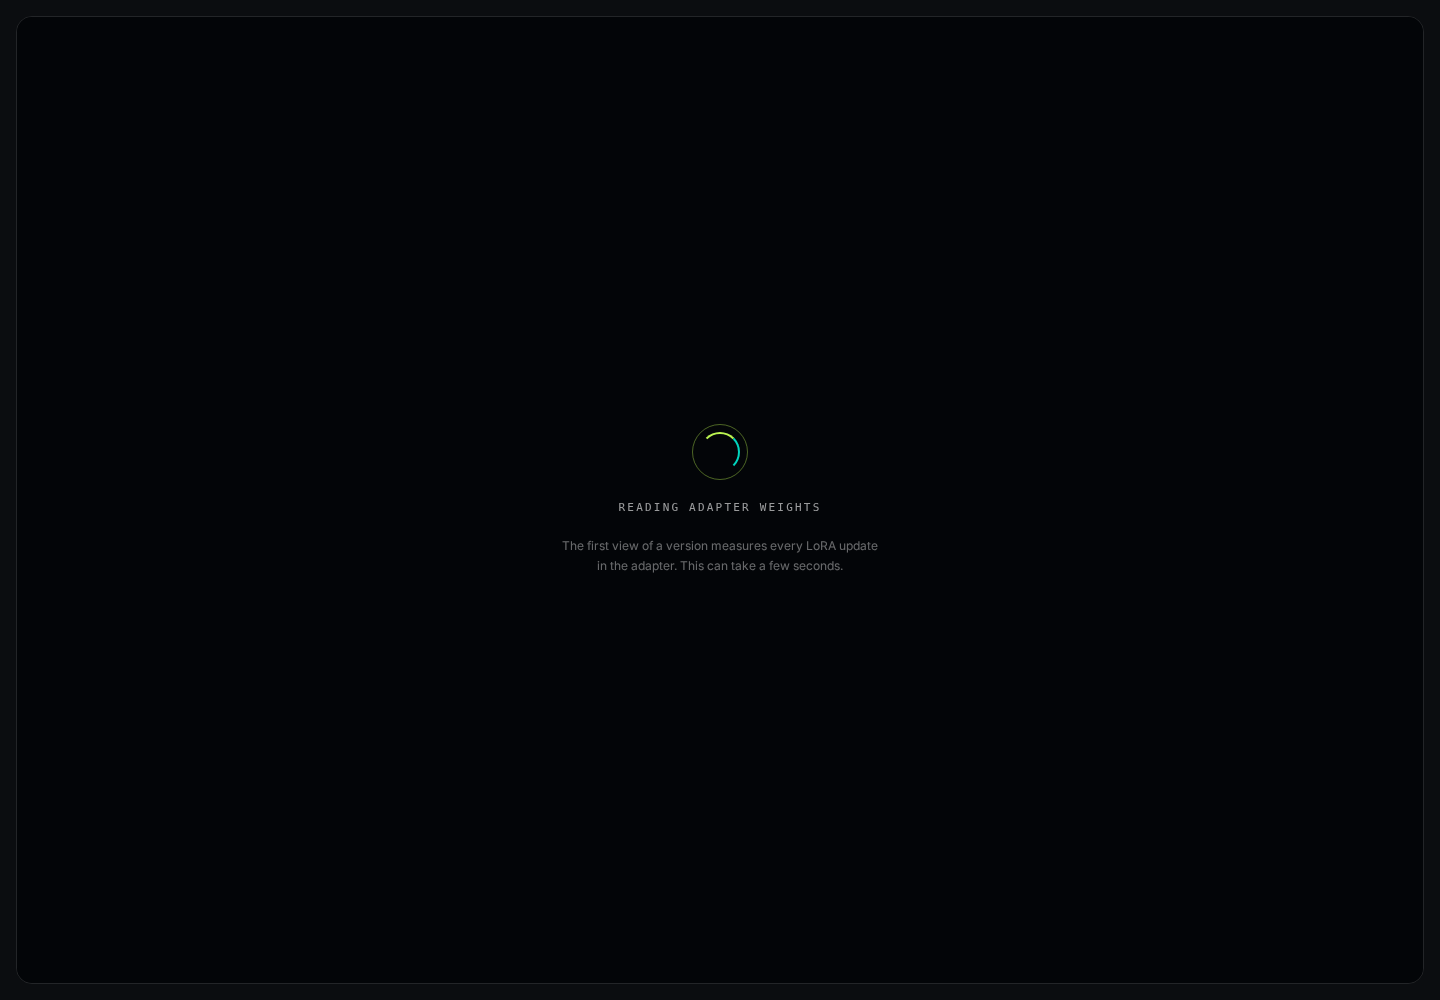 READING ADAPTER WEIGHTS
The first view of a version measures every LoRA update
in the adapter. This can take a few seconds.